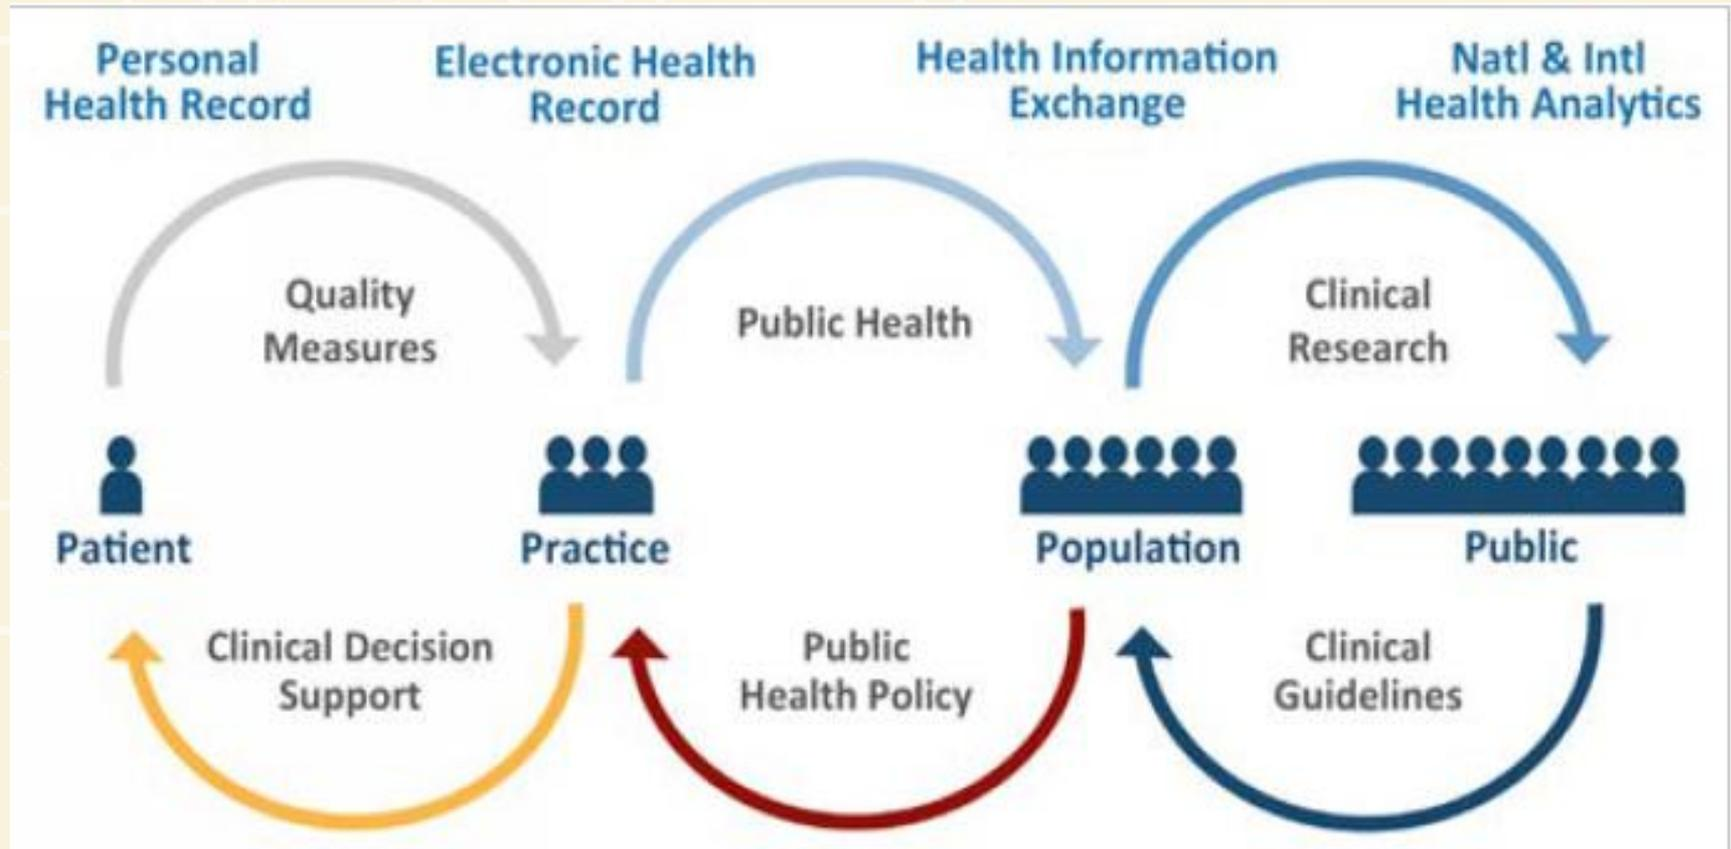 Personal
Health Record
Electronic Health
Record
Health Information
Exchange
Natl & Intl
Health Analytics
Quality
Measures
Public Health
Clinical
Research
Patient
Practice
Population
Public
Clinical Decision
Support
Public
Health Policy
Clinical
Guidelines